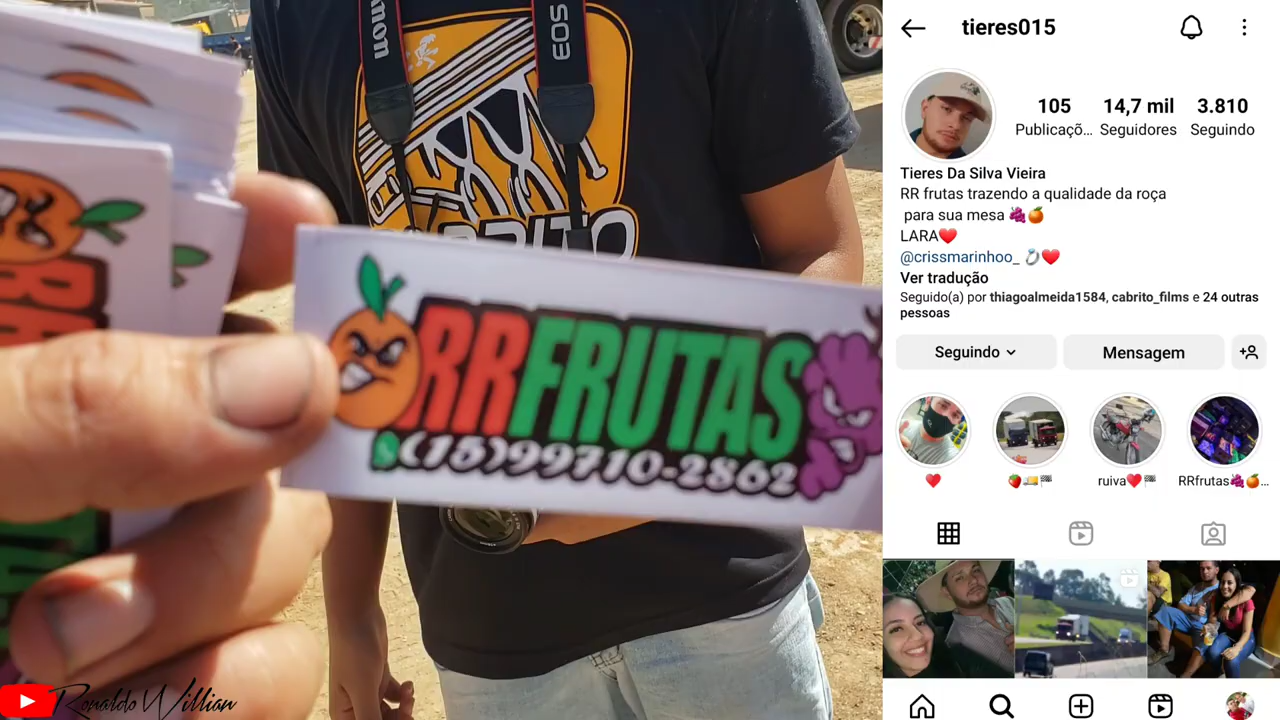 Canon
EOS
RRFRUTAS
(15)99710-2862
Ronaldo Willian
tieres015
105
14,7 mil
3.810
Publicaçõ...
Seguidores
Seguindo
Tieres Da Silva Vieira
RR frutas trazendo a qualidade da roça
para sua mesa 🍇🍊
LARA❤️
@crissmarinhoo_ 💍❤️
Ver tradução
Seguido(a) por thiagoalmeida1584, cabrito_films e 24 outras
pessoas
Seguindo
Mensagem
❤️
🍓🚚🏁
ruiva❤️🏁
RRfrutas🍇🍊...